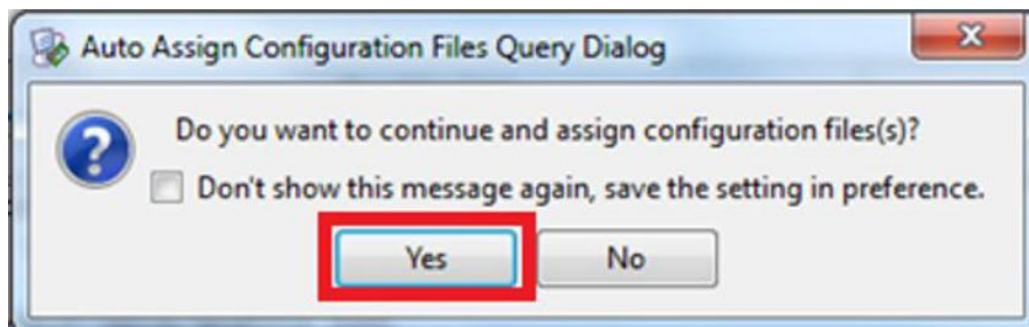 Auto Assign Configuration Files Query Dialog
Do you want to continue and assign configuration files(s)?
Don't show this message again, save the setting in preference.
Yes No